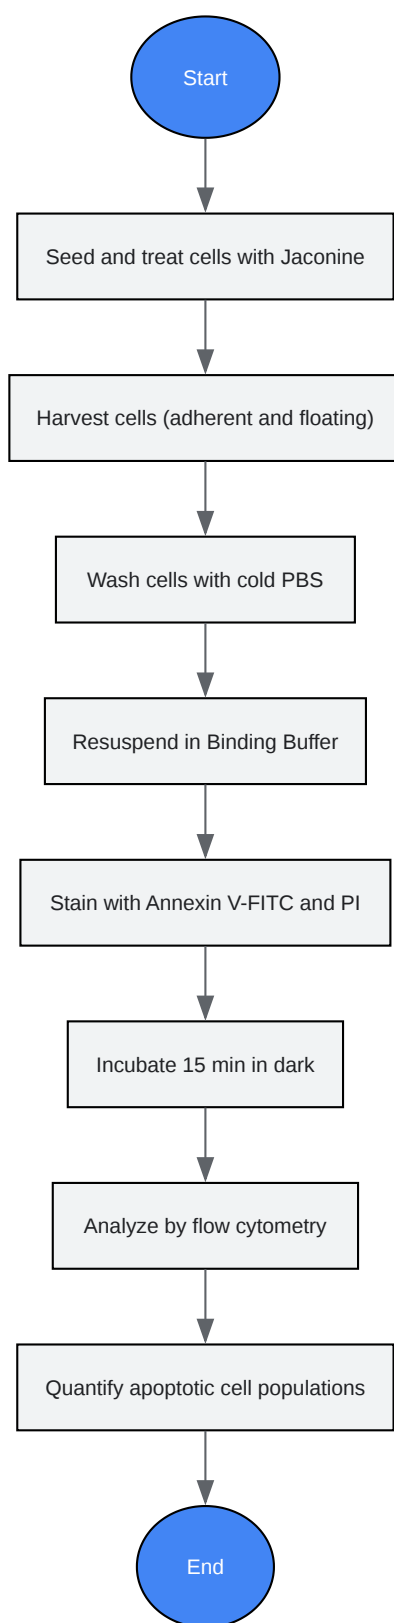 Start
Seed and treat cells with Jaconine
Harvest cells (adherent and floating)
Wash cells with cold PBS
Resuspend in Binding Buffer
Stain with Annexin V-FITC and PI
Incubate 15 min in dark
Analyze by flow cytometry
Quantify apoptotic cell populations
End